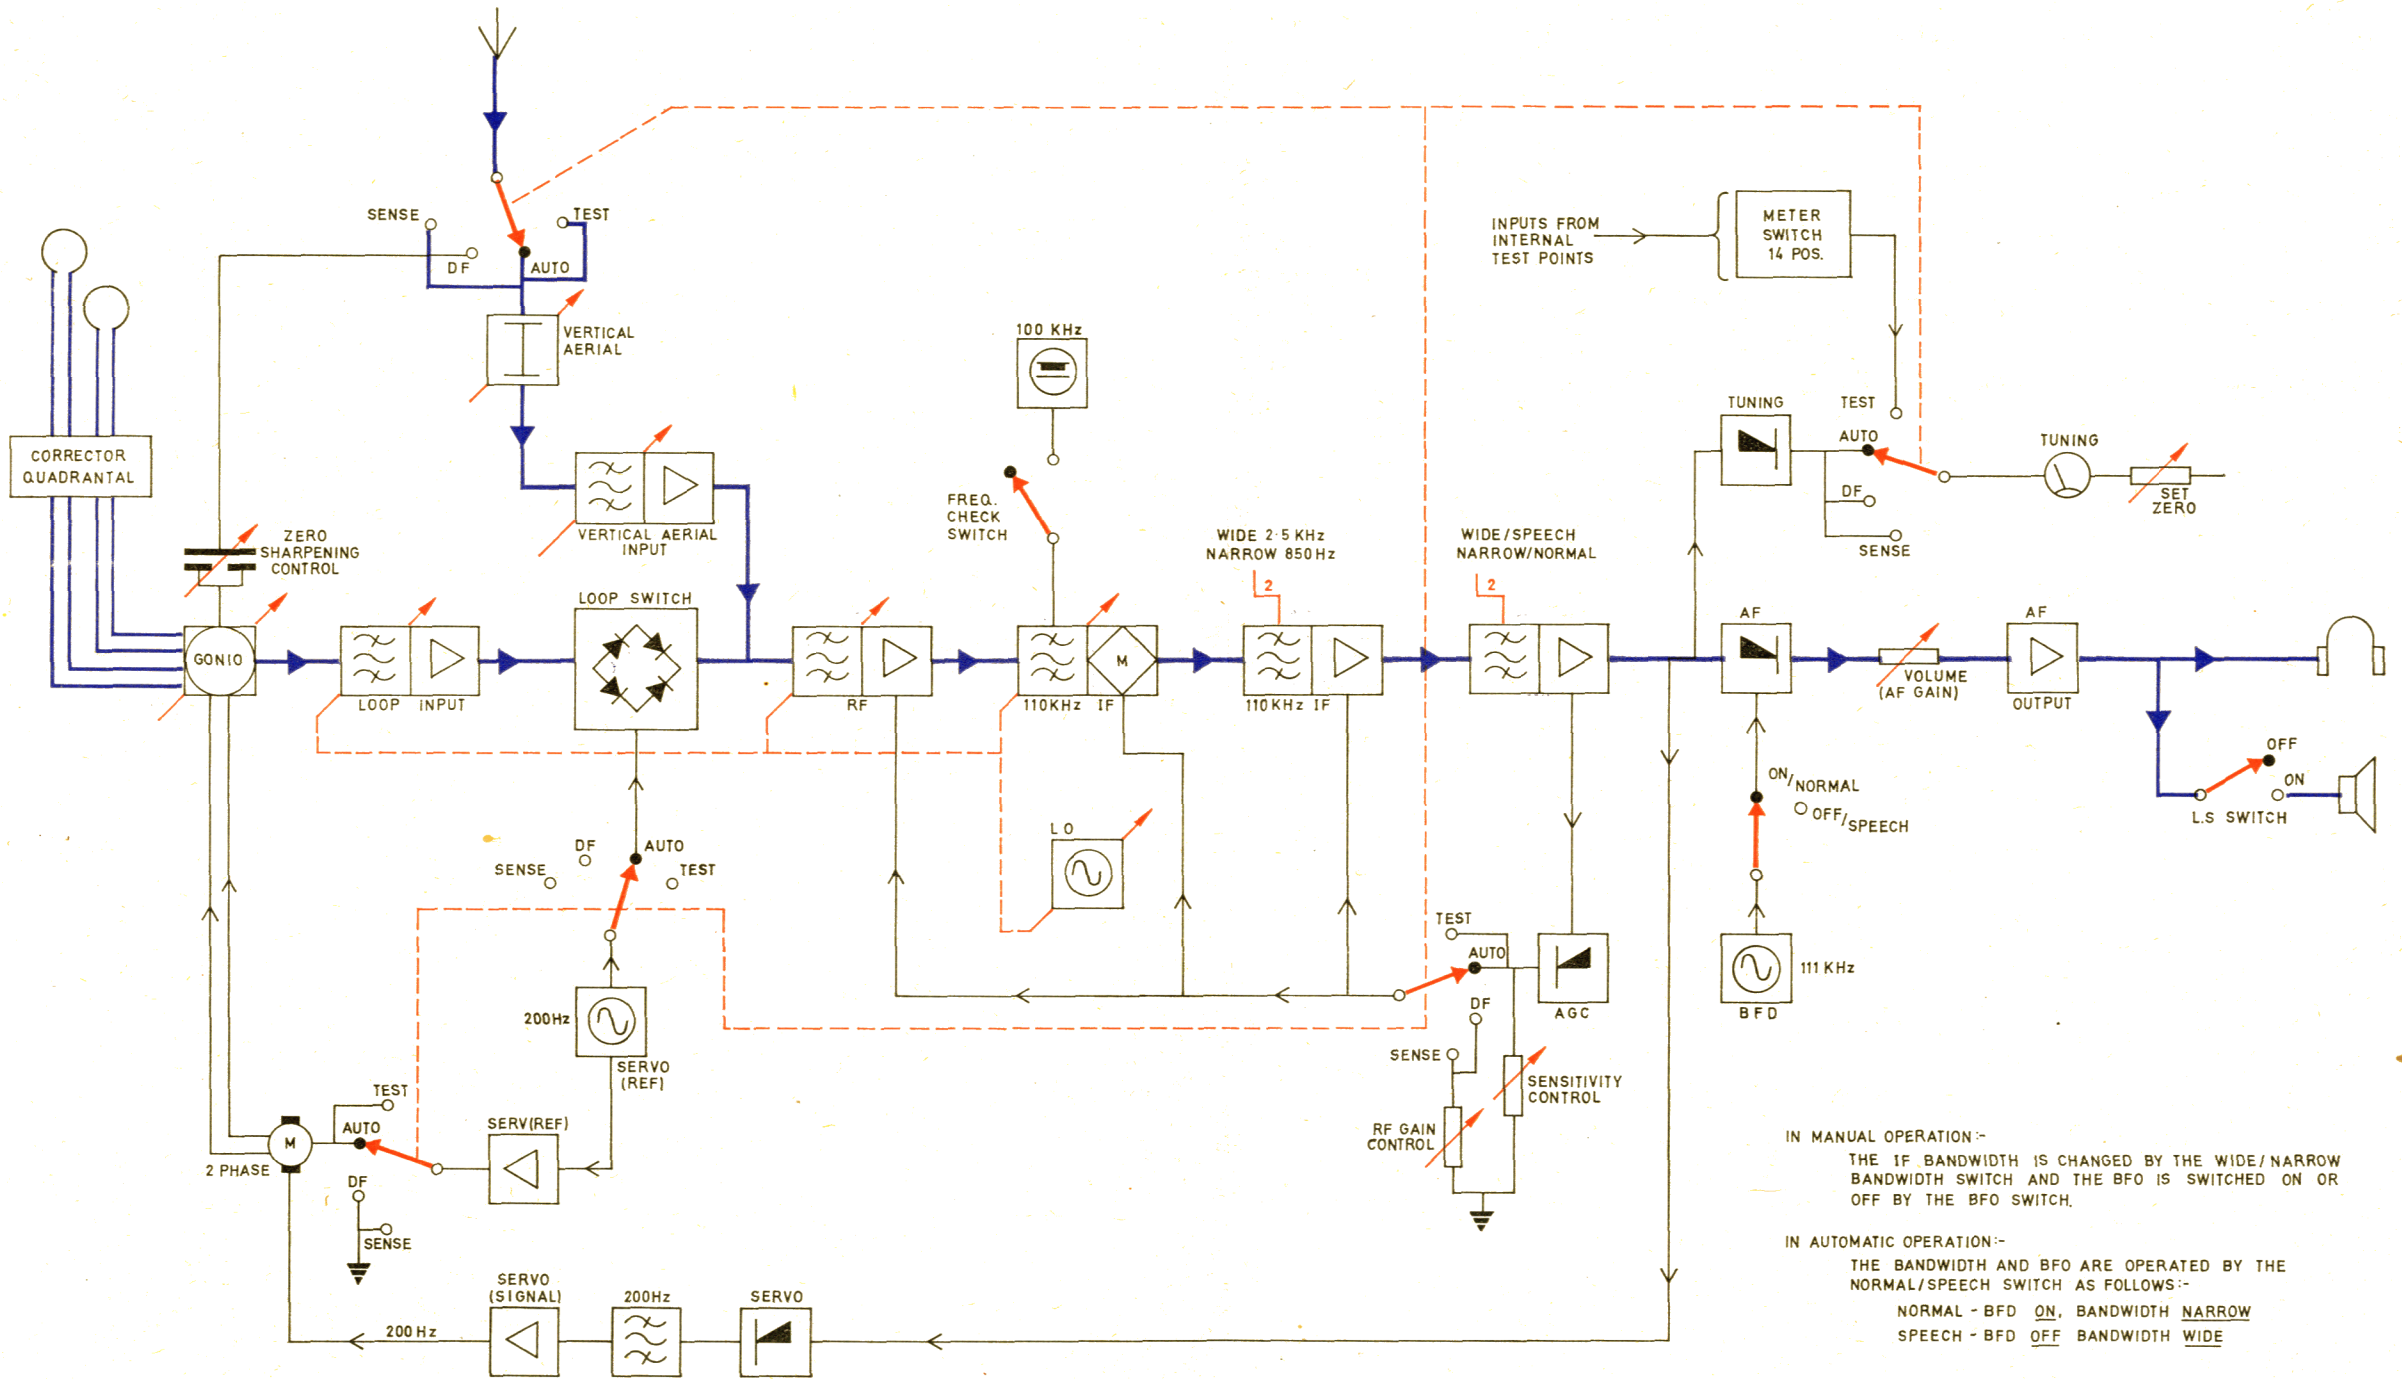 SENSE
TEST
DF
AUTO
VERTICAL
AERIAL
INPUTS FROM
INTERNAL
TEST POINTS
METER
SWITCH
14 POS.
100 KHz
CORRECTOR
QUADRANTAL
TUNING
TEST
AUTO
DF
SENSE
TUNING
SET
ZERO
FREQ.
CHECK
SWITCH
VERTICAL AERIAL
INPUT
ZERO
SHARPENING
CONTROL
WIDE 2·5 KHz
NARROW 850Hz
2
WIDE/SPEECH
NARROW/NORMAL
2
LOOP SWITCH
GONIO
LOOP INPUT
RF
M
110KHz IF
110KHz IF
AF
VOLUME
(AF GAIN)
AF
OUTPUT
OFF
ON
L.S SWITCH
ON/NORMAL
OFF/SPEECH
LO
DF
AUTO
SENSE
TEST
200Hz
SERVO
(REF)
TEST
AUTO
DF
SENSE
AGC
111 KHz
BFD
SENSITIVITY
CONTROL
RF GAIN
CONTROL
TEST
AUTO
M
2 PHASE
SERV(REF)
DF
SENSE
SERVO
(SIGNAL)
200Hz
SERVO
200 Hz
IN MANUAL OPERATION:-
THE IF BANDWIDTH IS CHANGED BY THE WIDE/NARROW
BANDWIDTH SWITCH AND THE BFO IS SWITCHED ON OR
OFF BY THE BFO SWITCH.
IN AUTOMATIC OPERATION:-
THE BANDWIDTH AND BFO ARE OPERATED BY THE
NORMAL/SPEECH SWITCH AS FOLLOWS:-
NORMAL - BFD ON, BANDWIDTH NARROW
SPEECH - BFD OFF BANDWIDTH WIDE